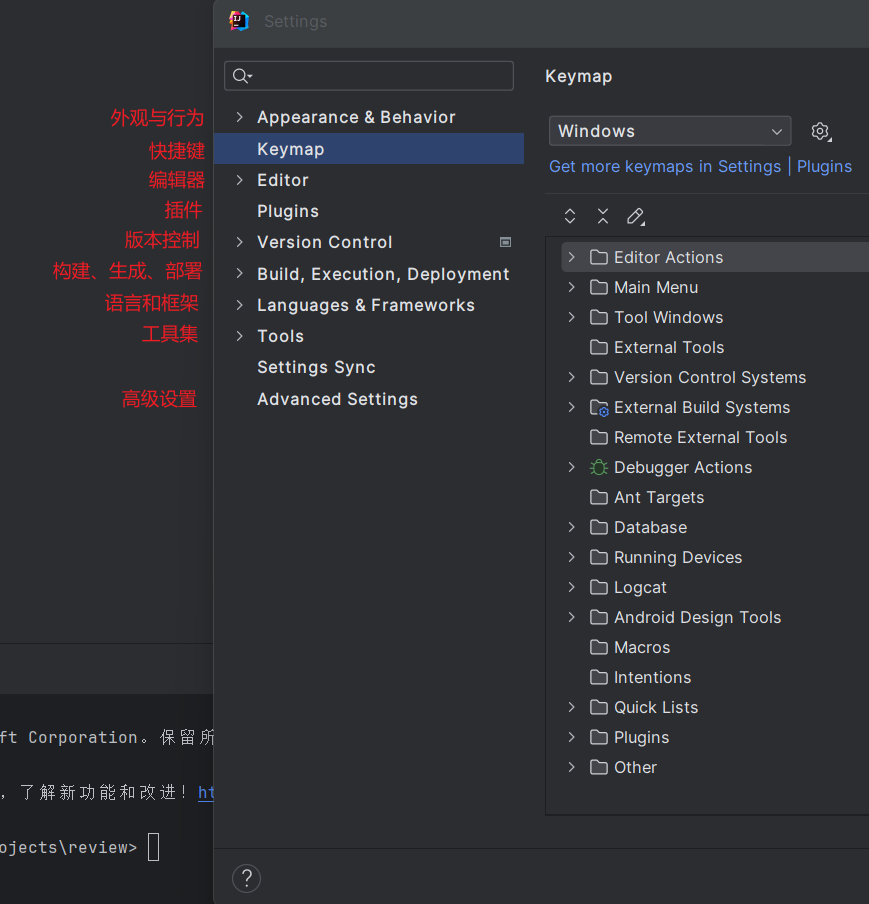 Settings
Keymap
外观与行为
Appearance & Behavior
Windows
快捷键
Keymap
Get more keymaps in Settings | Plugins
编辑器
Editor
插件
Plugins
版本控制
Version Control
构建、生成、部署
Build, Execution, Deployment
语言和框架
Languages & Frameworks
工具集
Tools
Settings Sync
高级设置
Advanced Settings
Editor Actions
Main Menu
Tool Windows
External Tools
Version Control Systems
External Build Systems
Remote External Tools
Debugger Actions
Ant Targets
Database
Running Devices
Logcat
Android Design Tools
Macros
Intentions
Quick Lists
Plugins
Other
ft Corporation。保留所
，了解新功能和改进！ht
ojects\review>
?